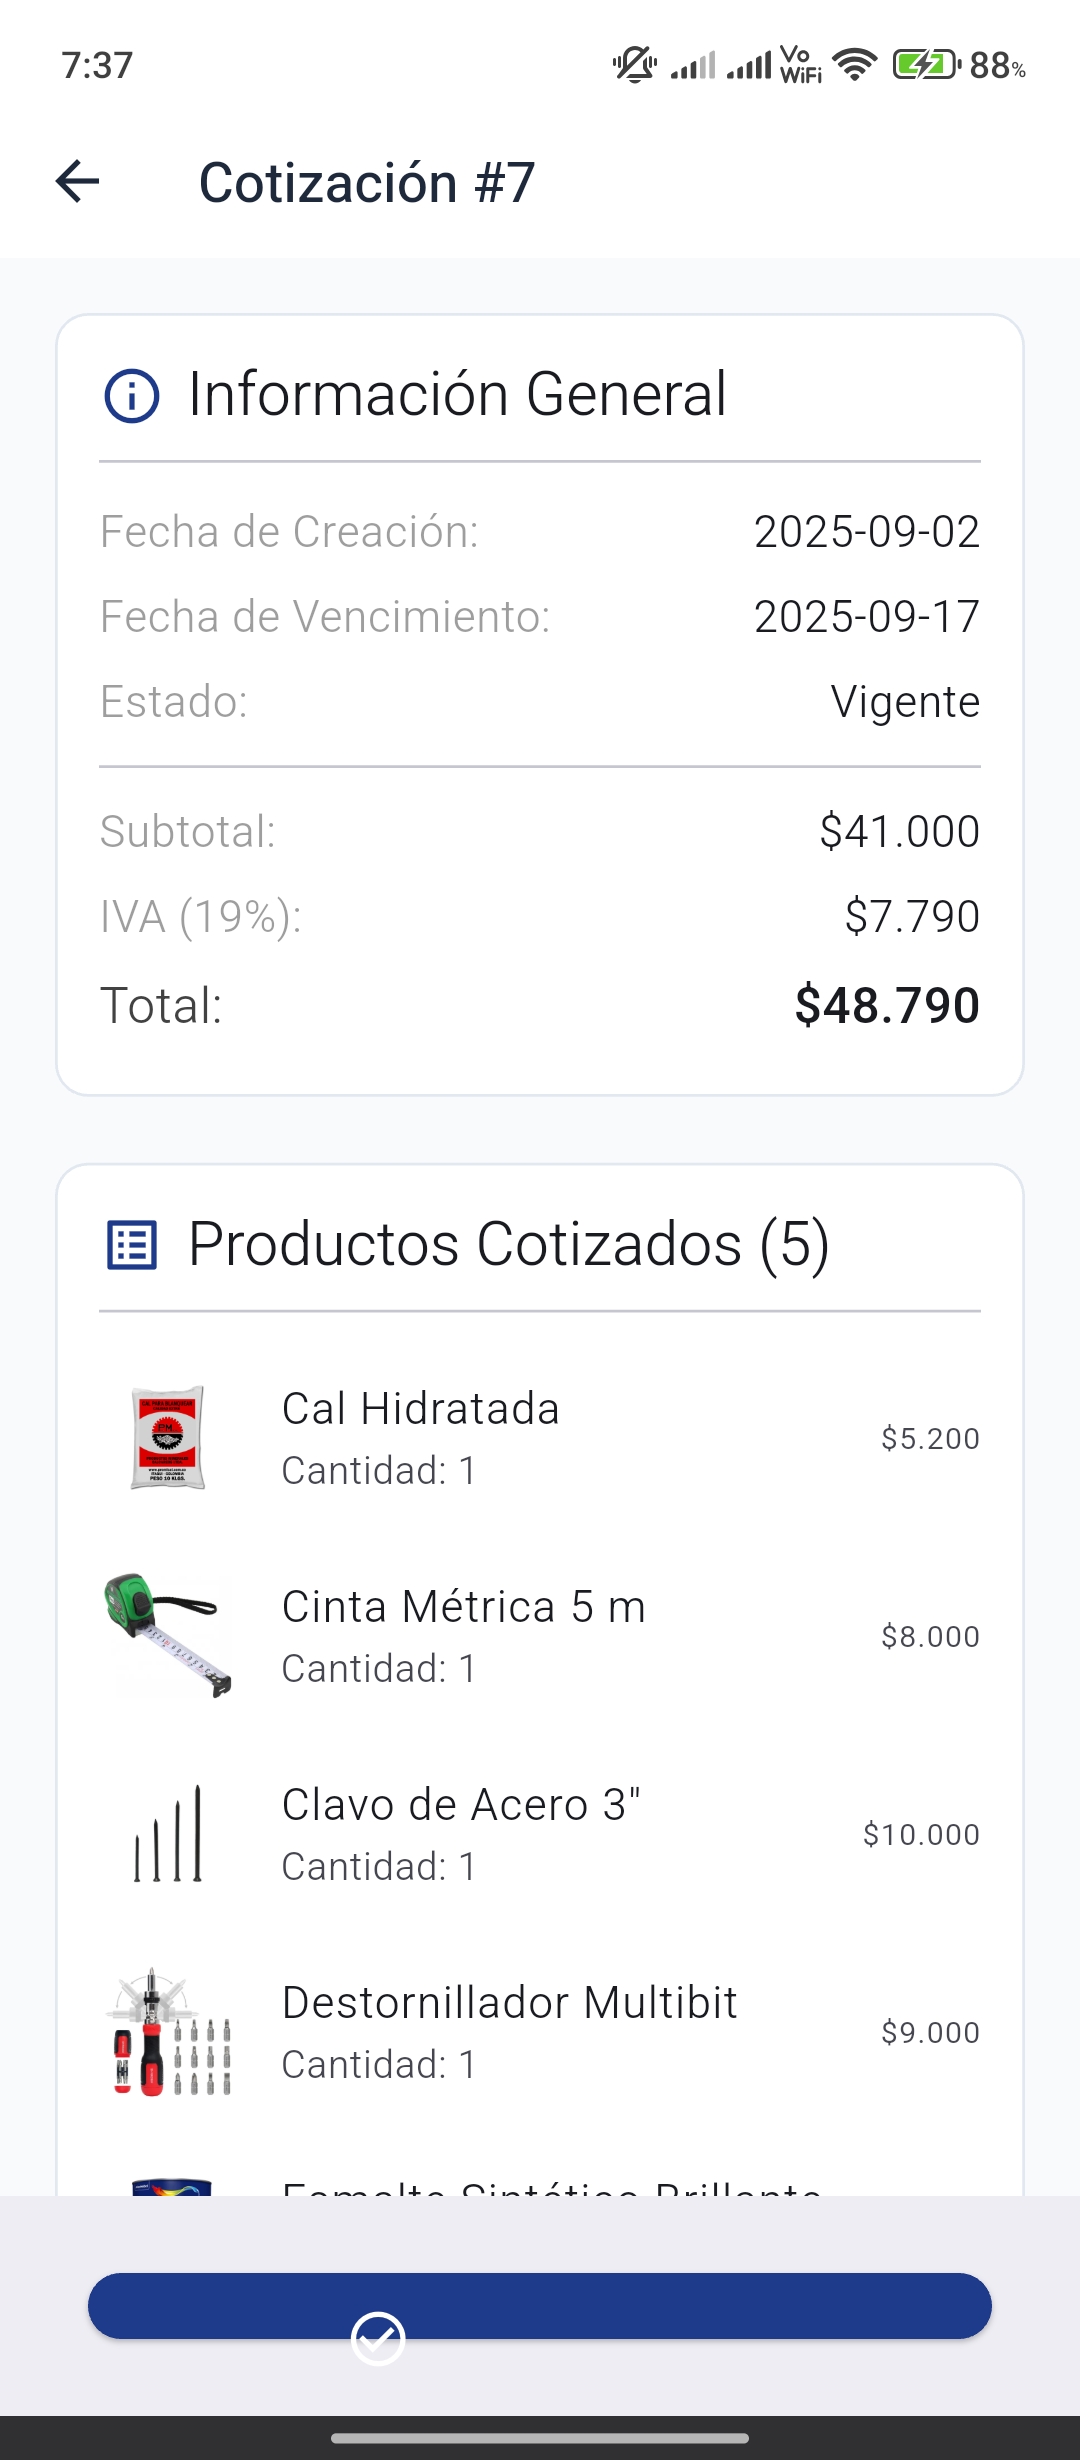 7:37
Vo
WiFi
88%
Cotización #7
Información General
Fecha de Creación: 2025-09-02
Fecha de Vencimiento: 2025-09-17
Estado: Vigente
Subtotal: $41.000
IVA (19%): $7.790
Total: $48.790
Productos Cotizados (5)
Cal Hidratada
Cantidad: 1
$5.200
Cinta Métrica 5 m
Cantidad: 1
$8.000
Clavo de Acero 3"
Cantidad: 1
$10.000
Destornillador Multibit
Cantidad: 1
$9.000
Esmalte Sintético Brillante